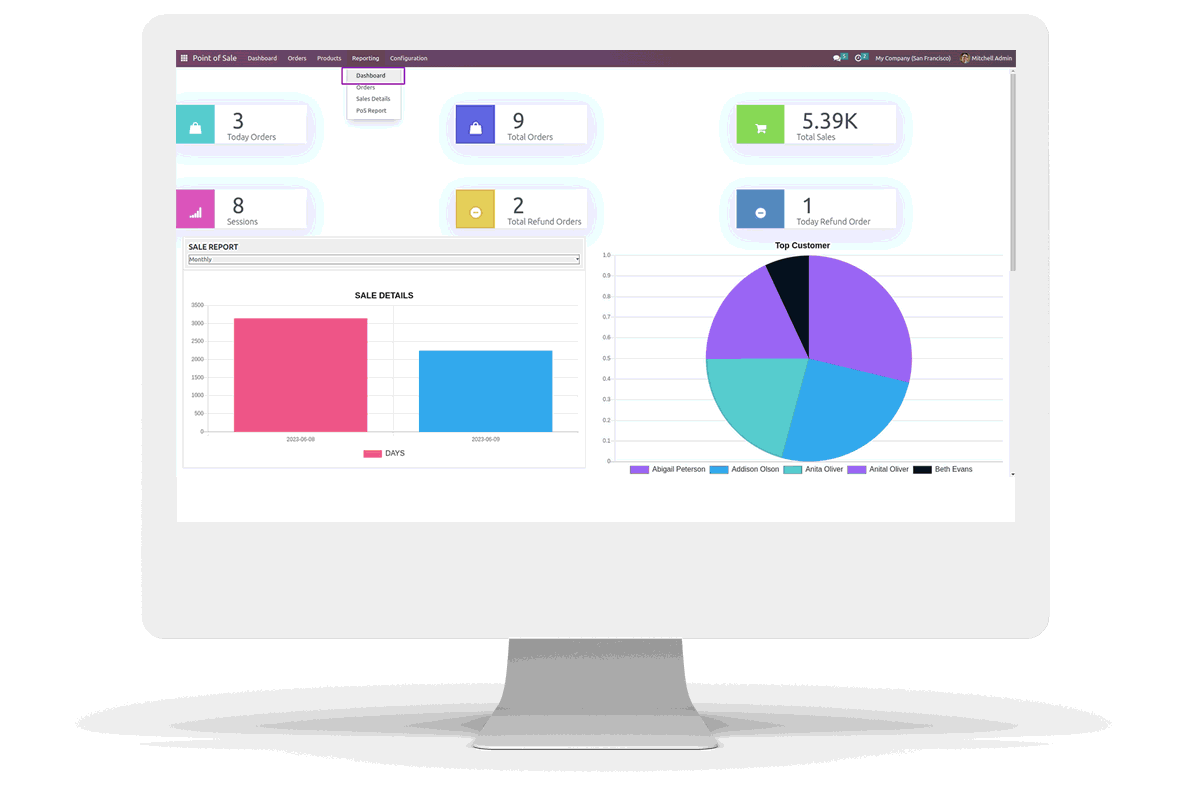 Point of Sale Dashboard Orders Products Reporting Configuration 5 2 My Company (San Francisco) Mitchell Admin
Dashboard
Orders
Sales Details
PoS Report
3
Today Orders
9
Total Orders
5.39K
Total Sales
8
Sessions
2
Total Refund Orders
1
Today Refund Order
SALE REPORT
Monthly
SALE DETAILS
3500
3000
2500
2000
1500
1000
500
0
2023-06-08 2023-06-09
DAYS
Top Customer
1.0
0.9
0.8
0.7
0.6
0.5
0.4
0.3
0.2
0.1
0
Abigail Peterson Addison Olson Anita Oliver Anital Oliver Beth Evans